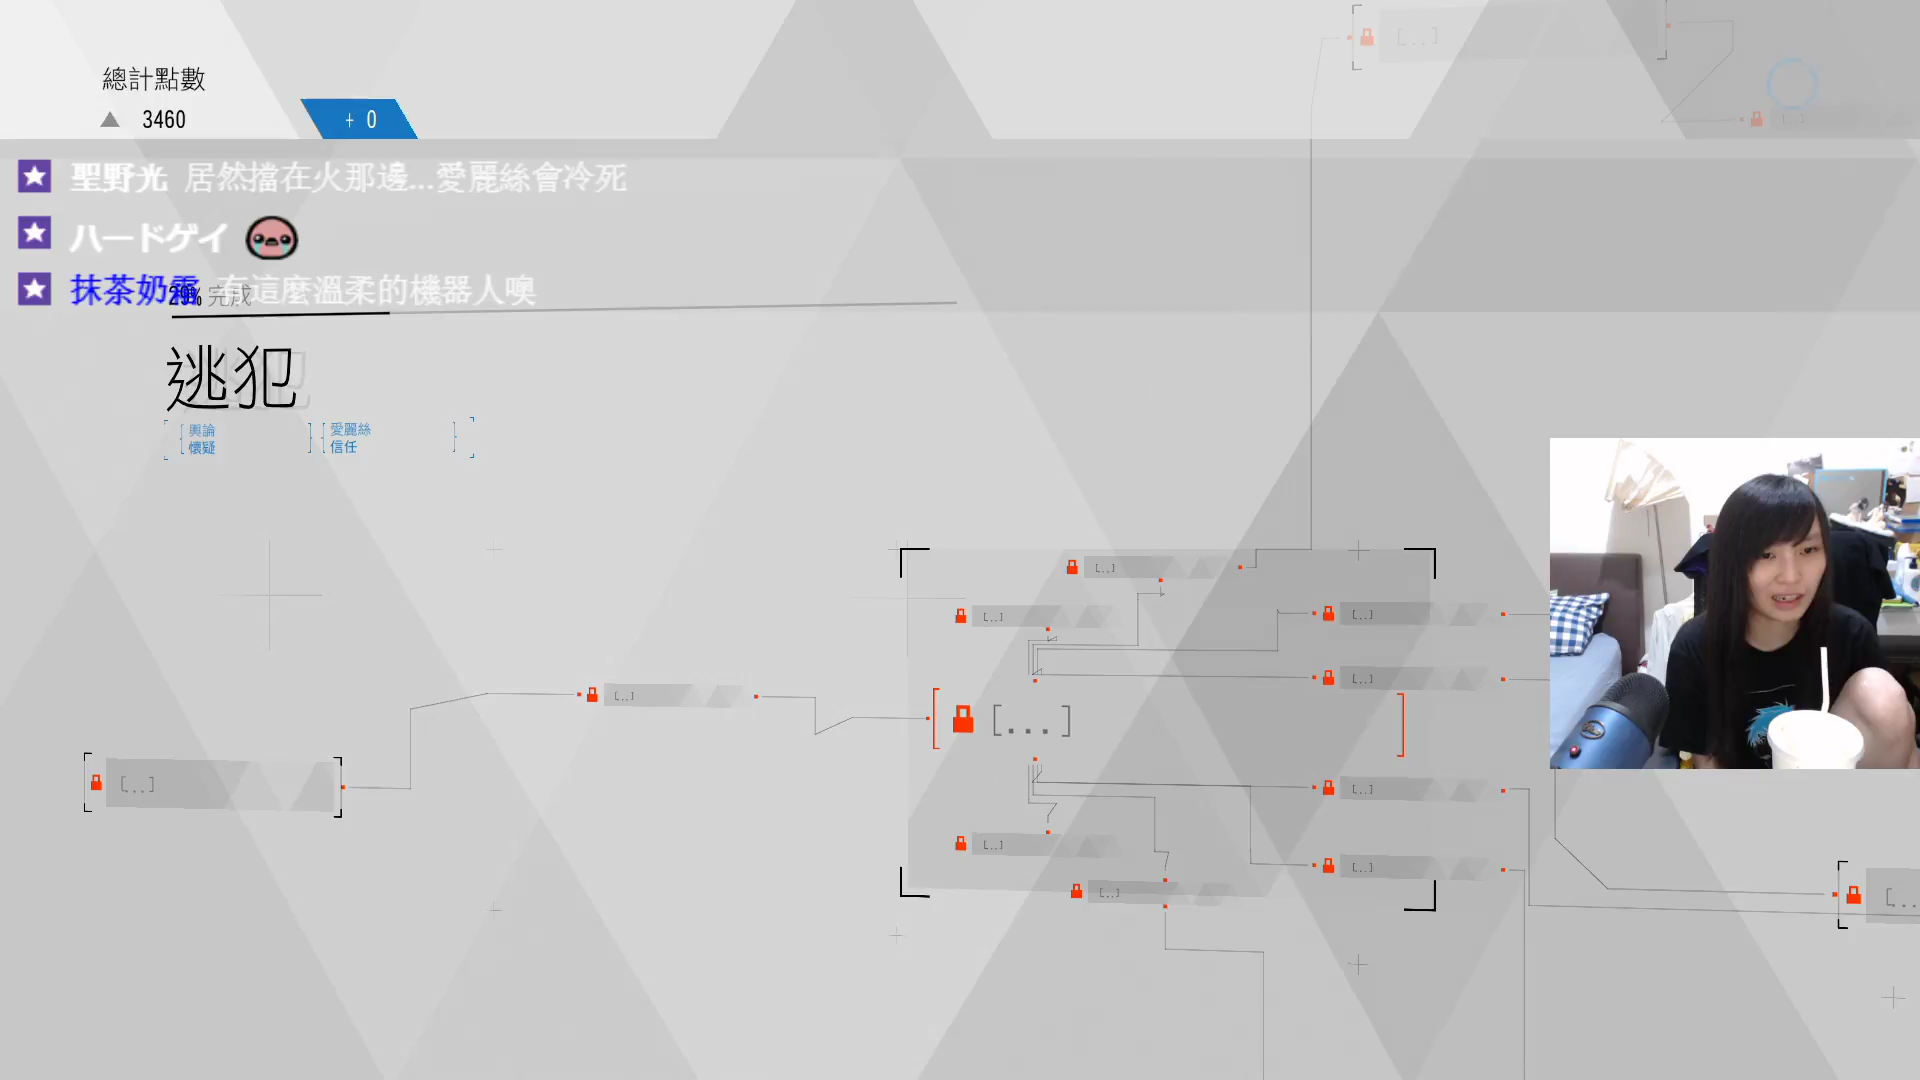 總計點數
3460
+ 0
聖野光 居然擋在火那邊...愛麗絲會冷死
ハードゲイ
抹茶奶霜 有這麼溫柔的機器人噢
29% 完成
逃犯
輿論 愛麗絲
懷疑 信任
[...]
[...]
[...]
[...]
[...]
[...]
[...]
[...]
[...]
[...]
[...]
[...]
[...]
[...]